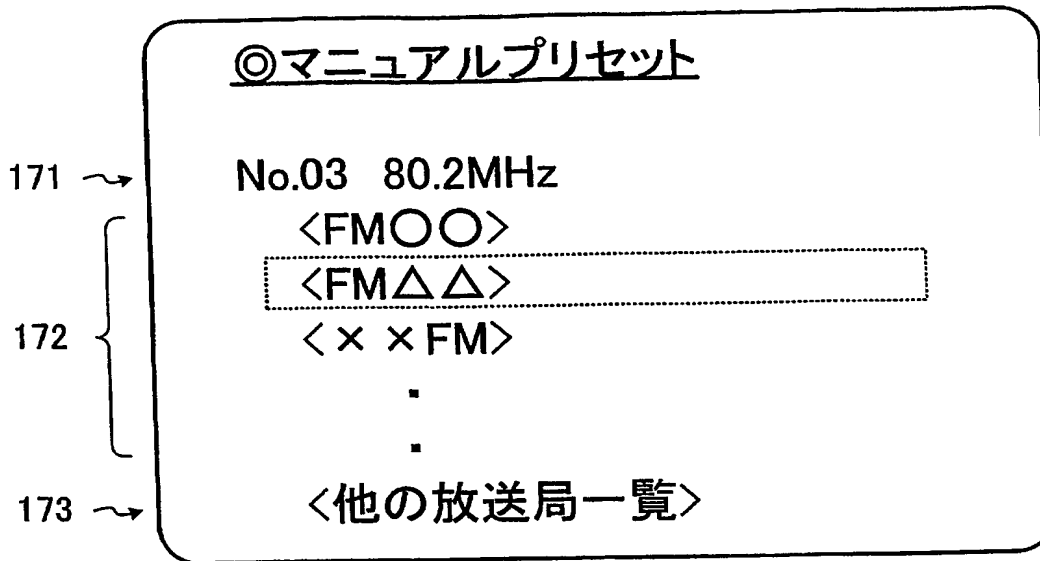 ◎マニュアルプリセット
171 No.03 80.2MHz
<FM○○>
<FM△△>
172 <××FM>
・
・
173 <他の放送局一覧>